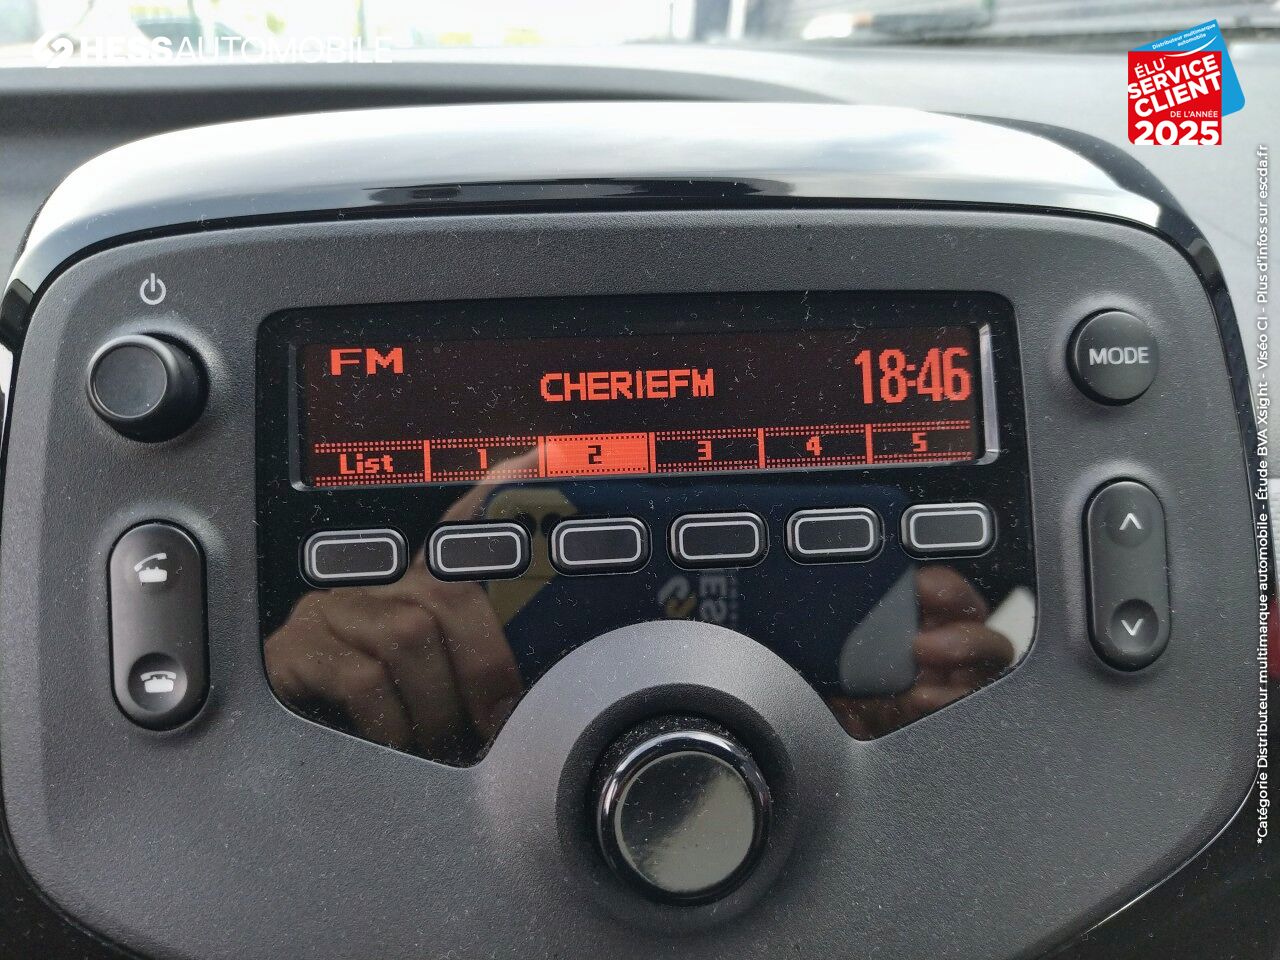 HESSAUTOMOBILE
Distributeur multimarque
automobile
ÉLU
SERVICE
CLIENT
DE L'ANNÉE
2025
FM
CHERIEFM
18:46
List 1 2 3 4 5
MODE
*Catégorie Distributeur multimarque automobile - Étude BVA Xsight - Viséo CI - Plus d'infos sur escda.fr